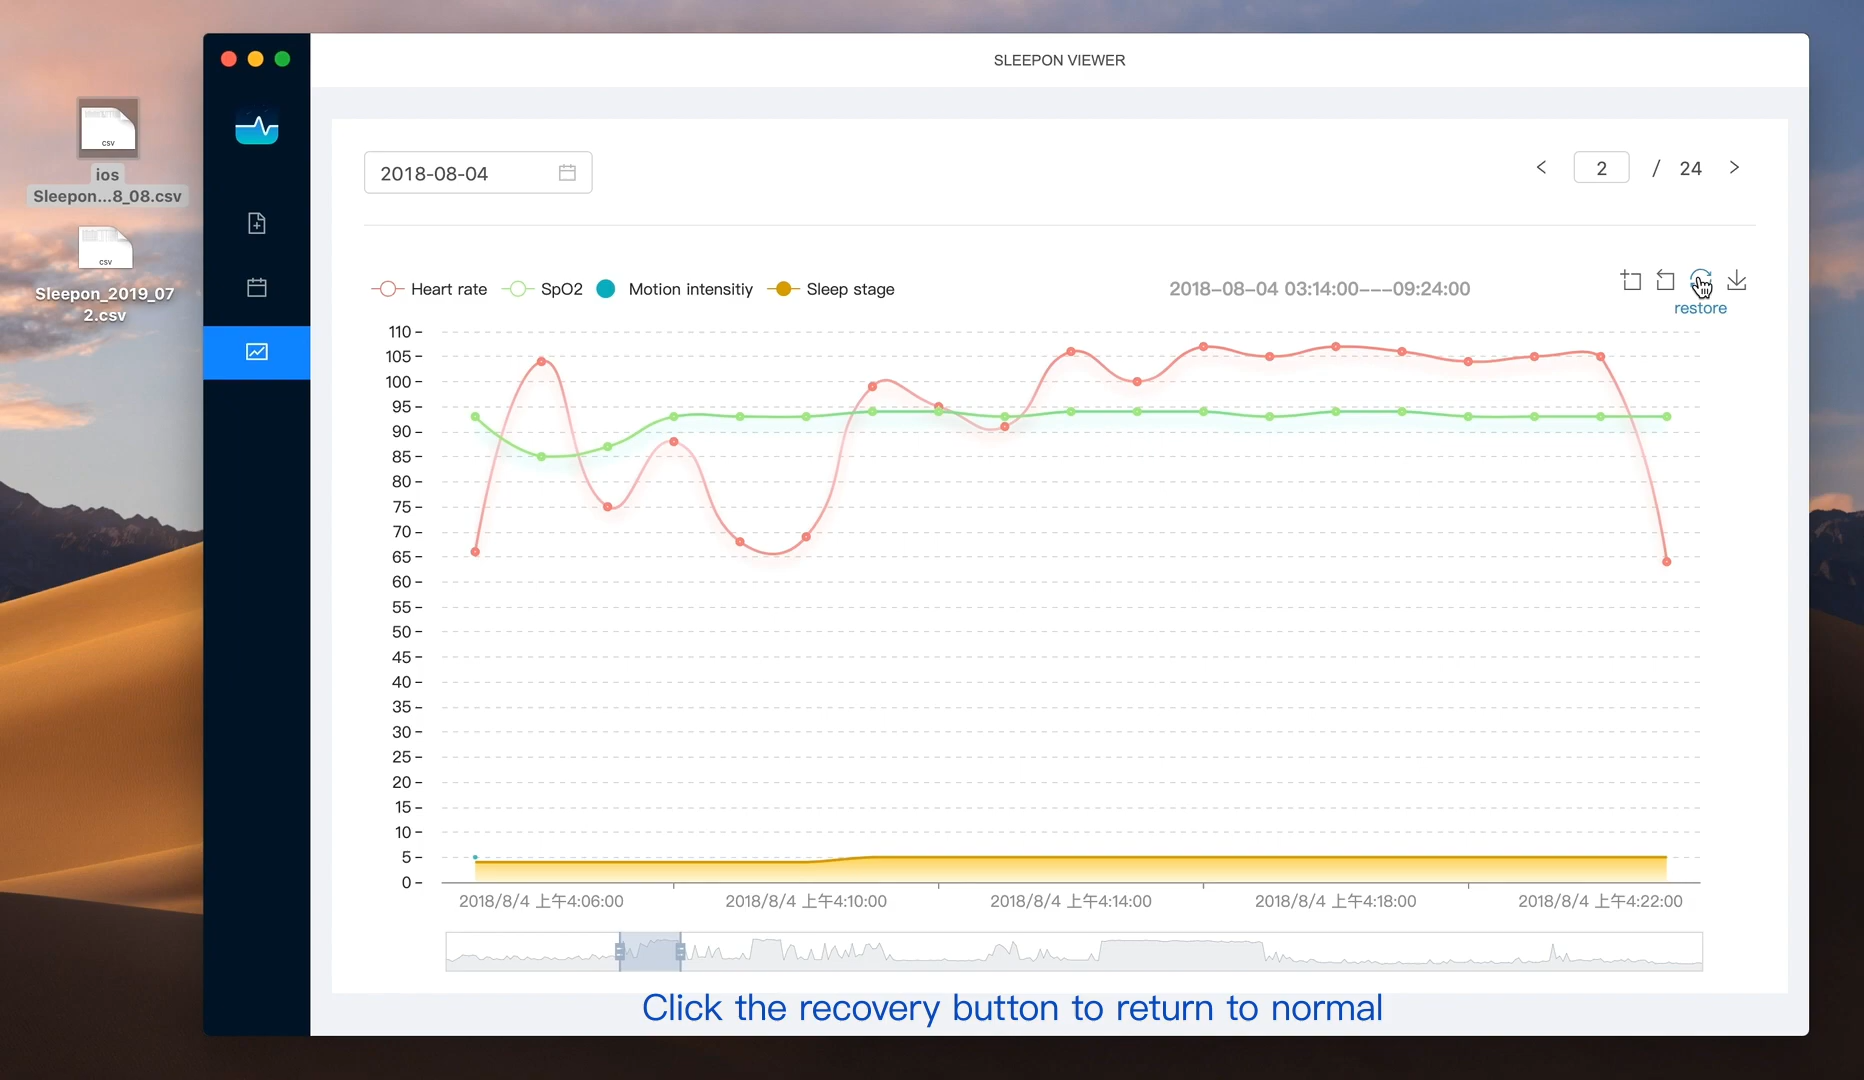 SLEEPON VIEWER
csv
ios
Sleepon...8_08.csv
csv
Sleepon_2019_07
2.csv
2018-08-04
2 / 24
Heart rate SpO2 Motion intensitiy Sleep stage
2018-08-04 03:14:00---09:24:00
restore
110
105
100
95
90
85
80
75
70
65
60
55
50
45
40
35
30
25
20
15
10
5
0
2018/8/4 上午4:06:00 2018/8/4 上午4:10:00 2018/8/4 上午4:14:00 2018/8/4 上午4:18:00 2018/8/4 上午4:22:00
Click the recovery button to return to normal